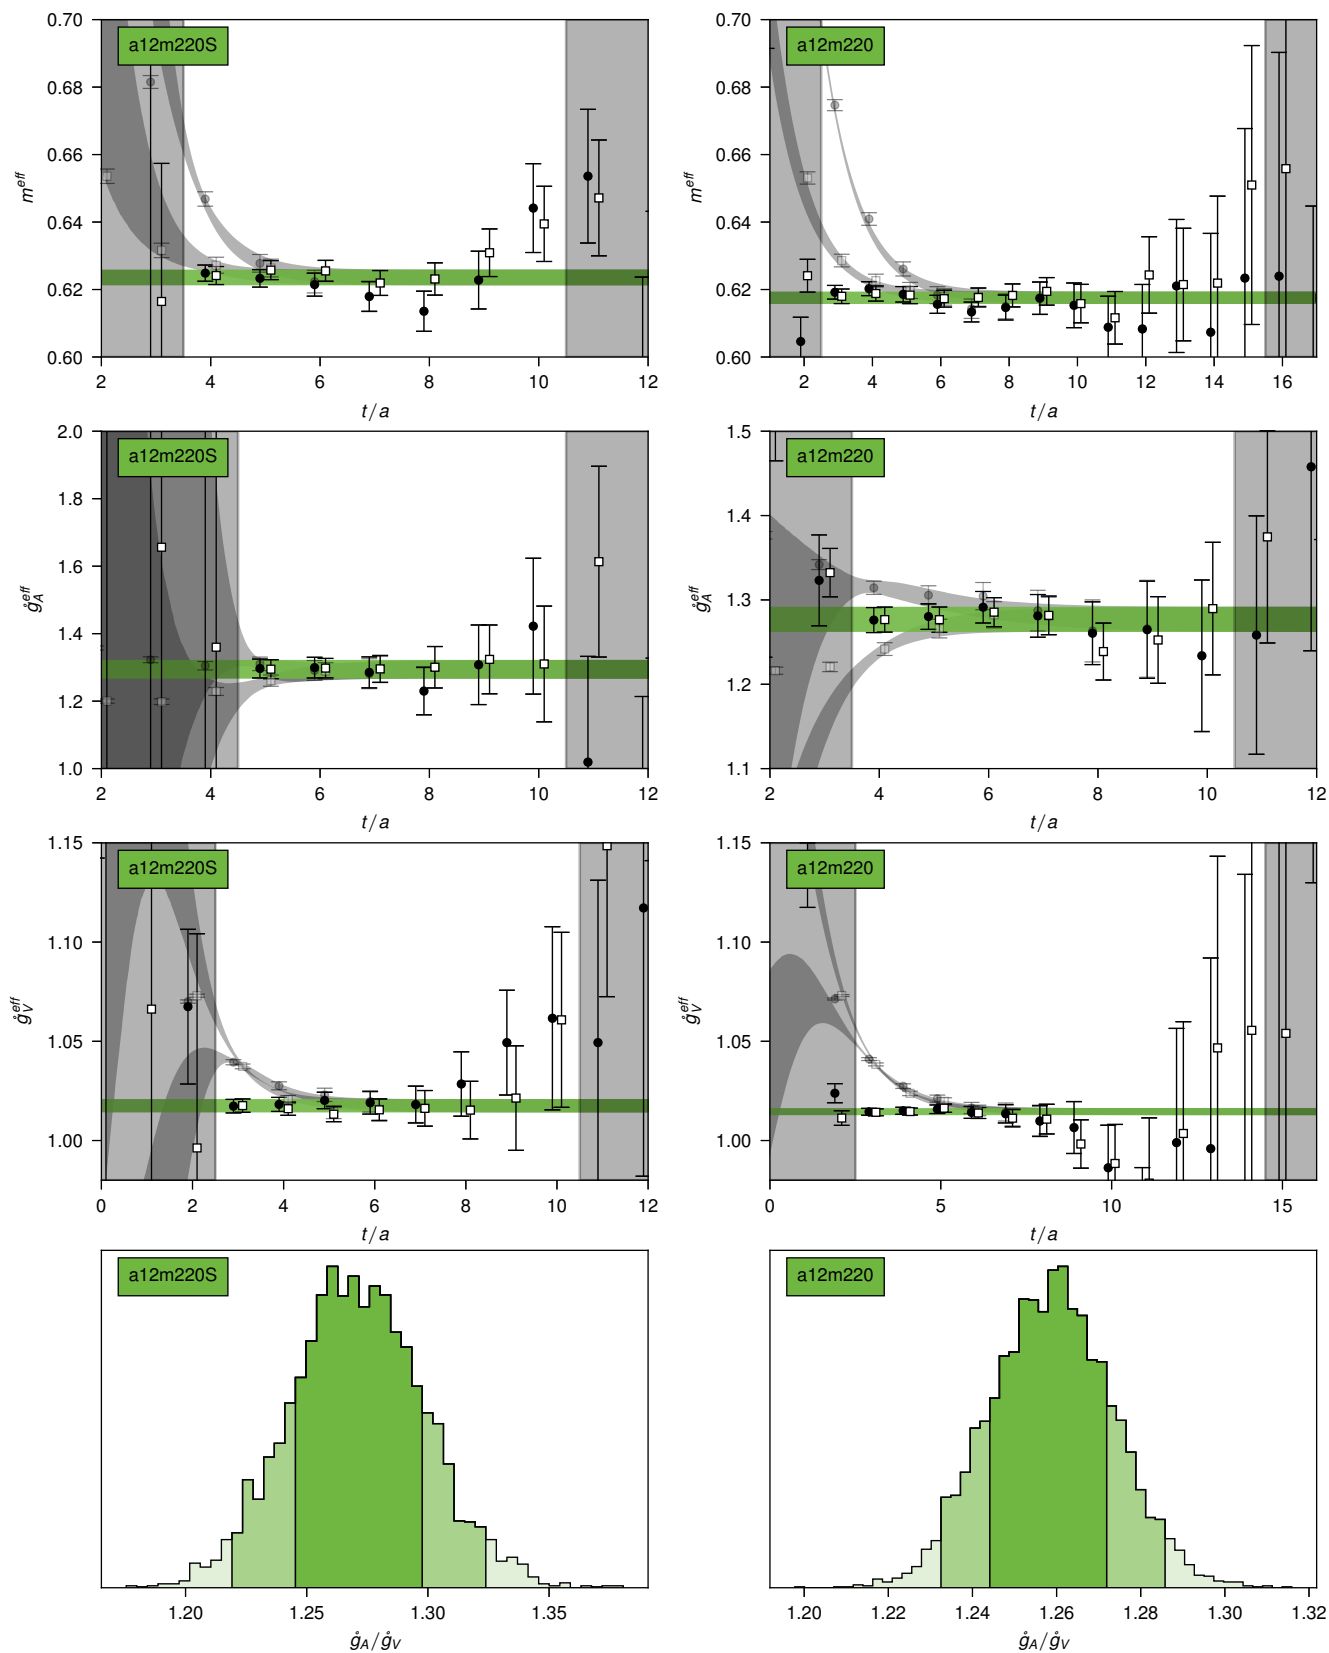 a12m220S
0.70
0.68
0.66
0.64
0.62
0.60
m^eff
2 4 6 8 10 12
t/a
a12m220
0.70
0.68
0.66
0.64
0.62
0.60
m^eff
2 4 6 8 10 12 14 16
t/a
a12m220S
2.0
1.8
1.6
1.4
1.2
1.0
g̊_A^eff
2 4 6 8 10 12
t/a
a12m220
1.5
1.4
1.3
1.2
1.1
g̊_A^eff
2 4 6 8 10 12
t/a
a12m220S
1.15
1.10
1.05
1.00
g̊_V^eff
0 2 4 6 8 10 12
t/a
a12m220
1.15
1.10
1.05
1.00
g̊_V^eff
0 5 10 15
t/a
a12m220S
1.20 1.25 1.30 1.35
g̊_A/g̊_V
a12m220
1.20 1.22 1.24 1.26 1.28 1.30 1.32
g̊_A/g̊_V